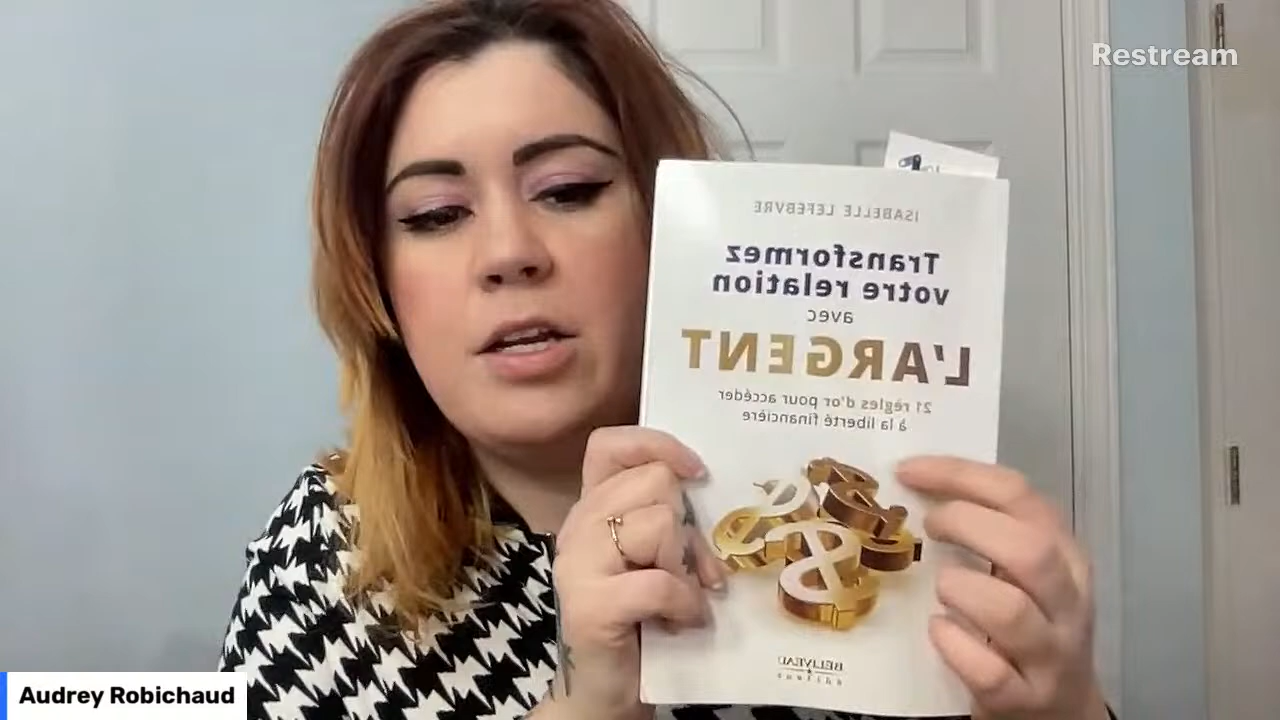 Restream
ISABELLE LEFEBVRE
Transformez
votre relation
avec
L'ARGENT
21 règles d'or pour accéder
à la liberté financière
BELIVEAU
éditeur
Audrey Robichaud